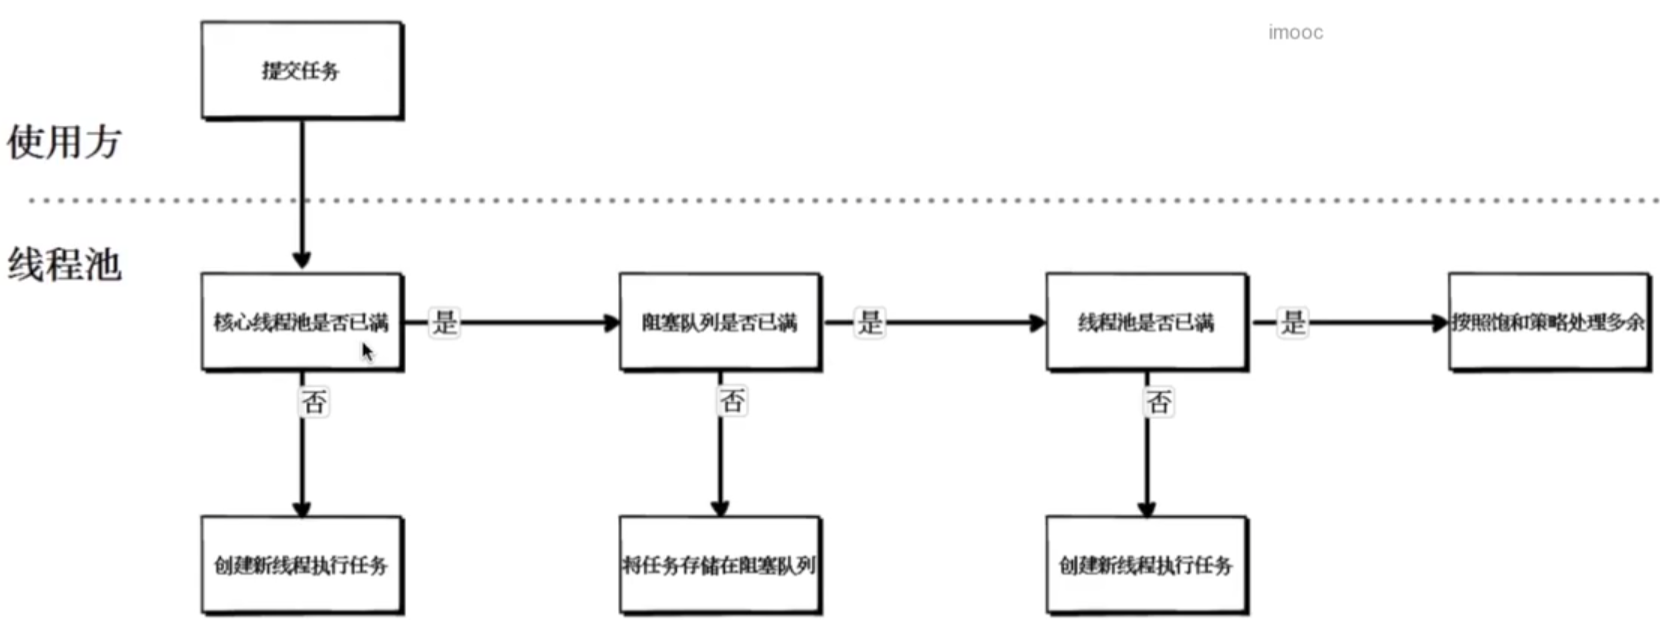 imooc
提交任务
使用方
线程池
核心线程池是否已满
是
阻塞队列是否已满
是
线程池是否已满
是
按照饱和策略处理多余
否
否
否
创建新线程执行任务
将任务存储在阻塞队列
创建新线程执行任务